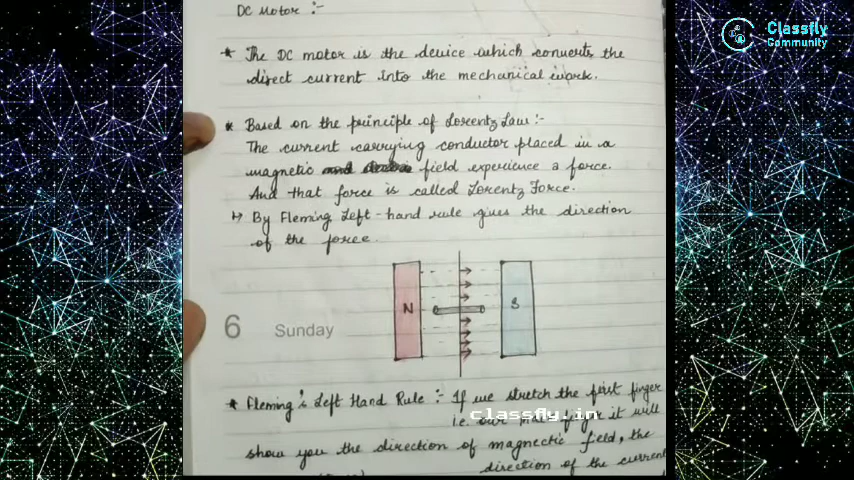 DC Motor :-
Classfly
Community
* The DC motor is the device which converts the
direct current into the mechanical work.
* Based on the principle of Lorentz Law :-
The current carrying conductor placed in a
magnetic field experience a force.
And that force is called Lorentz Force.
↦ By Fleming Left-hand rule gives the direction
of the force.
N S
6 Sunday
* Fleming's Left Hand Rule :- If we stretch the first finger
classfly.in
i.e. our finger it will
show you the direction of magnectic field, the
direction of the current